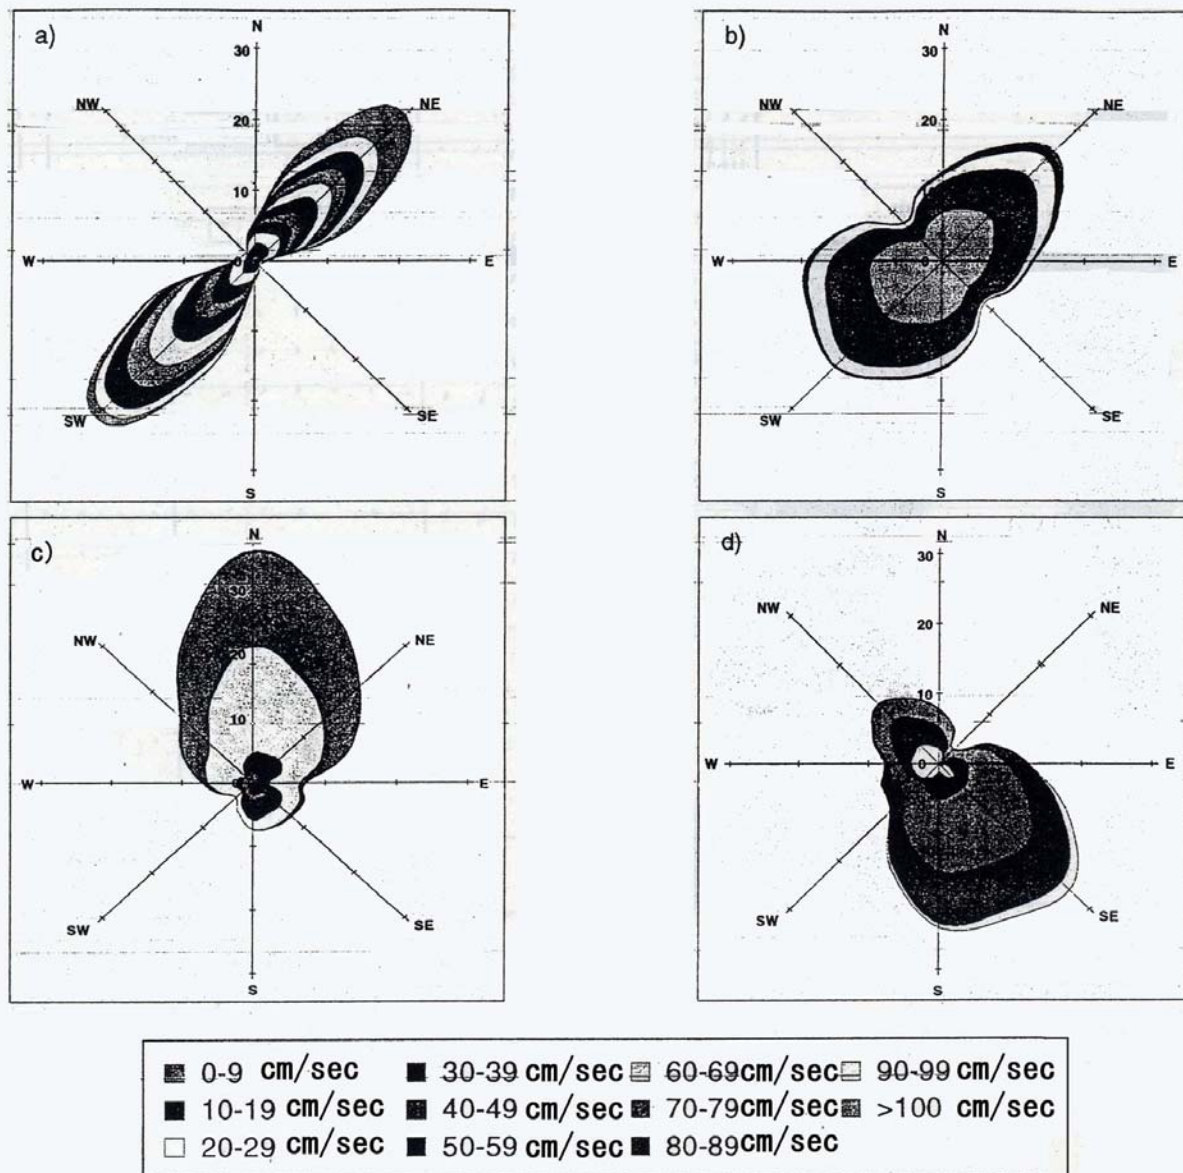 a)
N
30
NW
NE
20
10
W
0
E
SW
SE
S
b)
N
30
NW
NE
20
10
W
0
E
SW
SE
S
c)
N
30
NW
NE
20
10
W
0
E
SW
SE
S
d)
N
30
NW
NE
20
10
W
0
E
SW
SE
S
0-9 cm/sec 30-39 cm/sec 60-69cm/sec 90-99 cm/sec
10-19 cm/sec 40-49 cm/sec 70-79cm/sec >100 cm/sec
20-29 cm/sec 50-59 cm/sec 80-89cm/sec